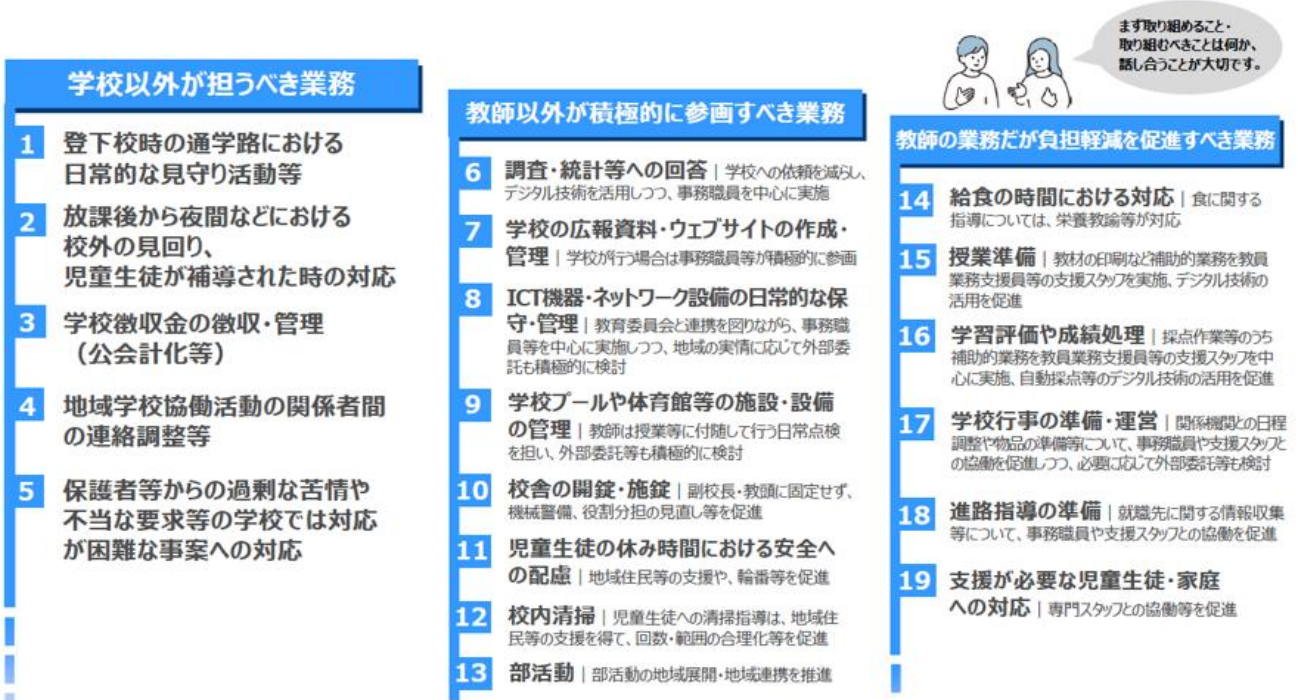 まず取り組めること・
取り組むべきことは何か、
話し合うことが大切です。
学校以外が担うべき業務
1 登下校時の通学路における
日常的な見守り活動等
2 放課後から夜間などにおける
校外の見回り、
児童生徒が補導された時の対応
3 学校徴収金の徴収・管理
（公会計化等）
4 地域学校協働活動の関係者間
の連絡調整等
5 保護者等からの過剰な苦情や
不当な要求等の学校では対応
が困難な事案への対応
教師以外が積極的に参画すべき業務
6 調査・統計等への回答｜学校への依頼を減らし、
デジタル技術を活用しつつ、事務職員を中心に実施
7 学校の広報資料・ウェブサイトの作成・
管理｜学校が行う場合は事務職員等が積極的に参画
8 ICT機器・ネットワーク設備の日常的な保
守・管理｜教育委員会と連携を図りながら、事務職
員等を中心に実施しつつ、地域の実情に応じて外部委
託も積極的に検討
9 学校プールや体育館等の施設・設備
の管理｜教師は授業等に付随して行う日常点検
を担い、外部委託等も積極的に検討
10 校舎の開錠・施錠｜副校長・教頭に固定せず、
機械警備、役割分担の見直し等を促進
11 児童生徒の休み時間における安全へ
の配慮｜地域住民等の支援や、輪番等を促進
12 校内清掃｜児童生徒への清掃指導は、地域住
民等の支援を得て、回数・範囲の合理化等を促進
13 部活動｜部活動の地域展開・地域連携を推進
教師の業務だが負担軽減を促進すべき業務
14 給食の時間における対応｜食に関する
指導については、栄養教諭等が対応
15 授業準備｜教材の印刷など補助的業務を教員
業務支援員等の支援スタッフを実施、デジタル技術の
活用を促進
16 学習評価や成績処理｜採点作業等のうち
補助的業務を教員業務支援員等の支援スタッフを中
心に実施、自動採点等のデジタル技術の活用を促進
17 学校行事の準備・運営｜関係機関との日程
調整や物品の準備等について、事務職員や支援スタッフと
の協働を促進しつつ、必要に応じて外部委託等も検討
18 進路指導の準備｜就職先に関する情報収集
等について、事務職員や支援スタッフとの協働を促進
19 支援が必要な児童生徒・家庭
への対応｜専門スタッフとの協働等を促進